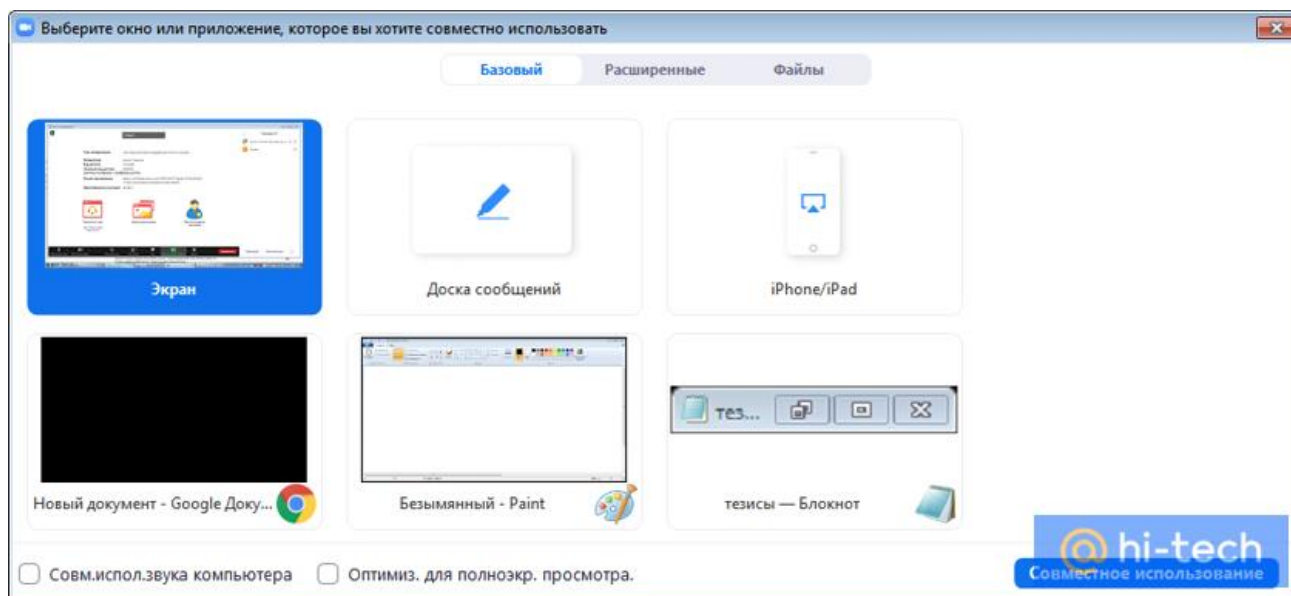 Выберите окно или приложение, которое вы хотите совместно использовать
Базовый Расширенные Файлы
Экран Доска сообщений iPhone/iPad
тез...
Новый документ - Google Доку... Безымянный - Paint тезисы — Блокнот
Совм.испол.звука компьютера Оптимиз. для полноэкр. просмотра.
@ hi-tech
Совместное использование